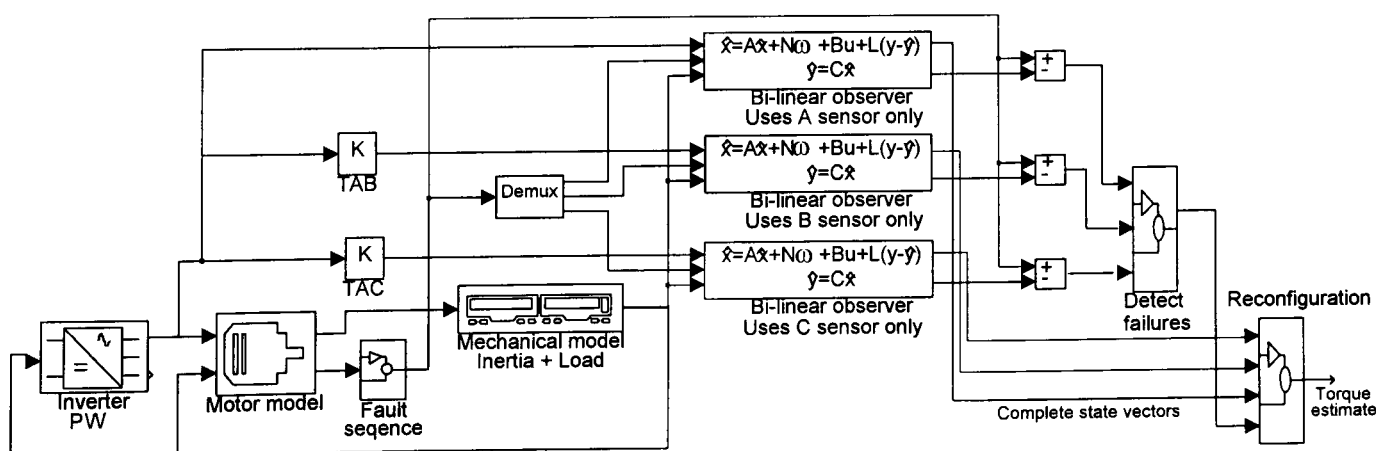 x̂=Ax̂+Nω +Bu+L(y-ŷ)
ŷ=Cx̂
Bi-linear observer
Uses A sensor only
+
-
K
TAB
x̂=Ax̂+Nω +Bu+L(y-ŷ)
ŷ=Cx̂
Bi-linear observer
Uses B sensor only
+
-
Demux
K
TAC
x̂=Ax̂+Nω +Bu+L(y-ŷ)
ŷ=Cx̂
Bi-linear observer
Uses C sensor only
+
-
Detect
failures
Reconfiguration
Mechanical model
Inertia + Load
=
Inverter
PW
Motor model
Fault
seqence
Complete state vectors
Torque
estimate